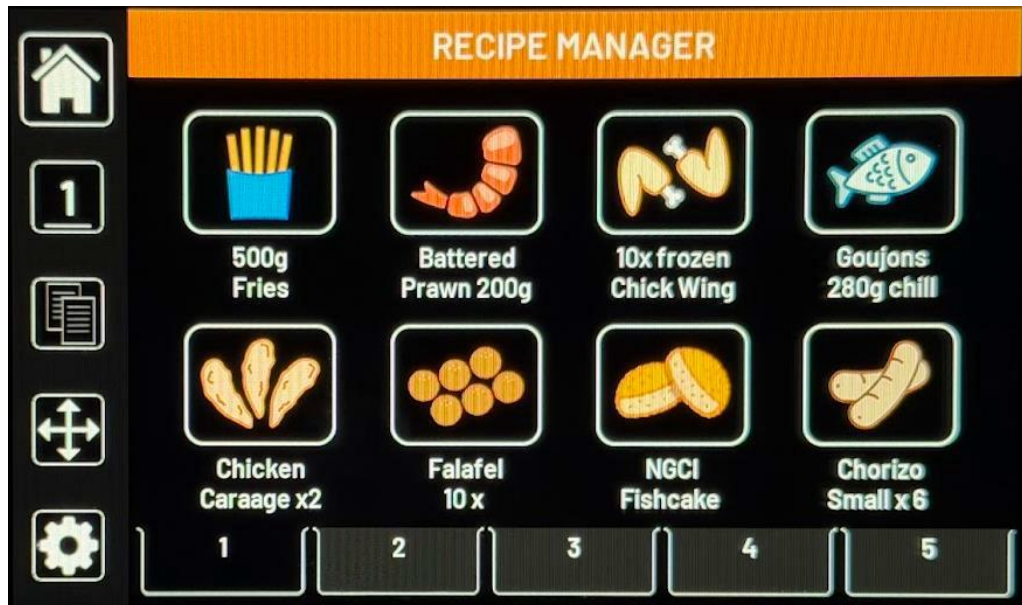 RECIPE MANAGER
1
500g
Fries
Battered
Prawn 200g
10x frozen
Chick Wing
Goujons
280g chill
Chicken
Caraage x2
Falafel
10 x
NGCI
Fishcake
Chorizo
Small x 6
1
2
3
4
5